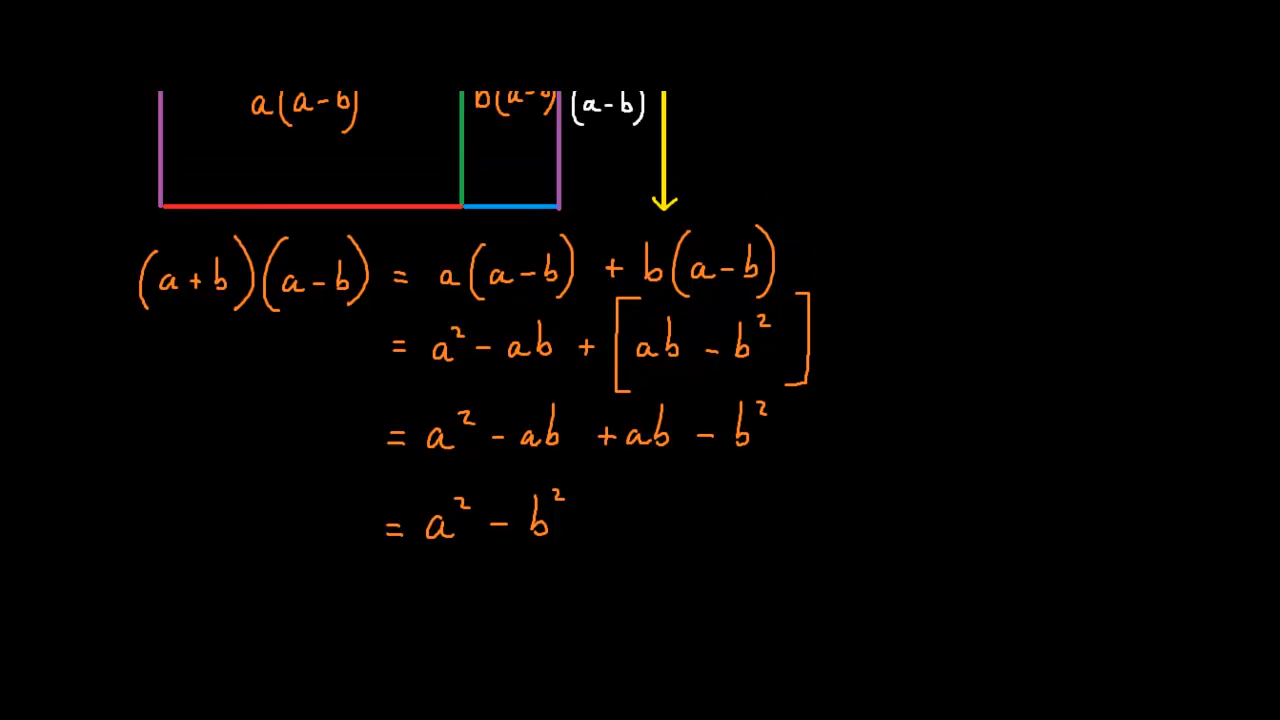 a(a-b) b(a-b) (a-b)
(a+b)(a-b) = a(a-b) + b(a-b)
= a² - ab + [ab - b²]
= a² - ab + ab - b²
= a² - b²